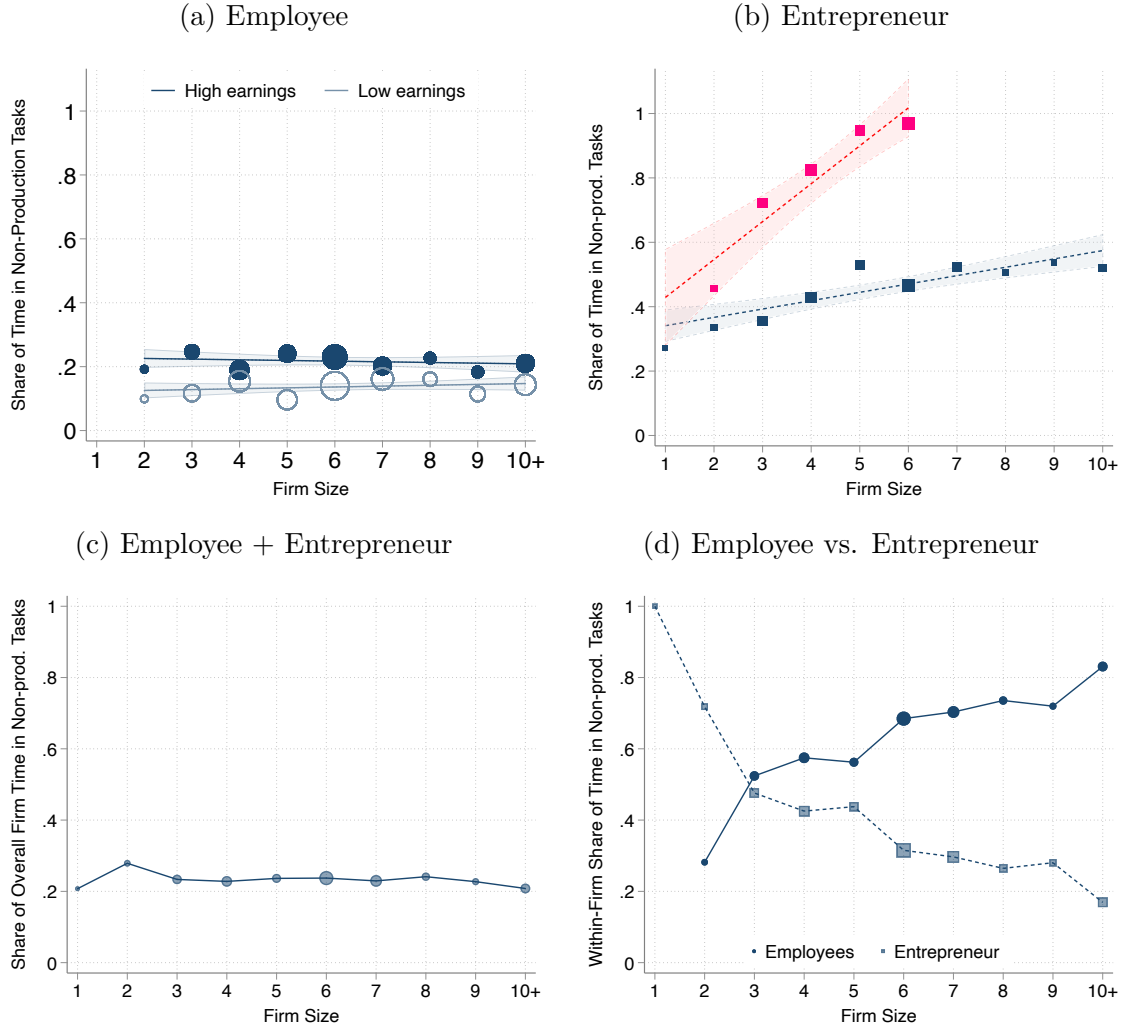 (a) Employee
Share of Time in Non-Production Tasks
High earnings
Low earnings
1
.8
.6
.4
.2
0
1 2 3 4 5 6 7 8 9 10+
Firm Size
(b) Entrepreneur
Share of Time in Non-prod. Tasks
1
.8
.6
.4
.2
0
1 2 3 4 5 6 7 8 9 10+
Firm Size
(c) Employee + Entrepreneur
Share of Overall Firm Time in Non-prod. Tasks
1
.8
.6
.4
.2
0
1 2 3 4 5 6 7 8 9 10+
Firm Size
(d) Employee vs. Entrepreneur
Within-Firm Share of Time in Non-prod. Tasks
1
.8
.6
.4
.2
0
Employees
Entrepreneur
1 2 3 4 5 6 7 8 9 10+
Firm Size